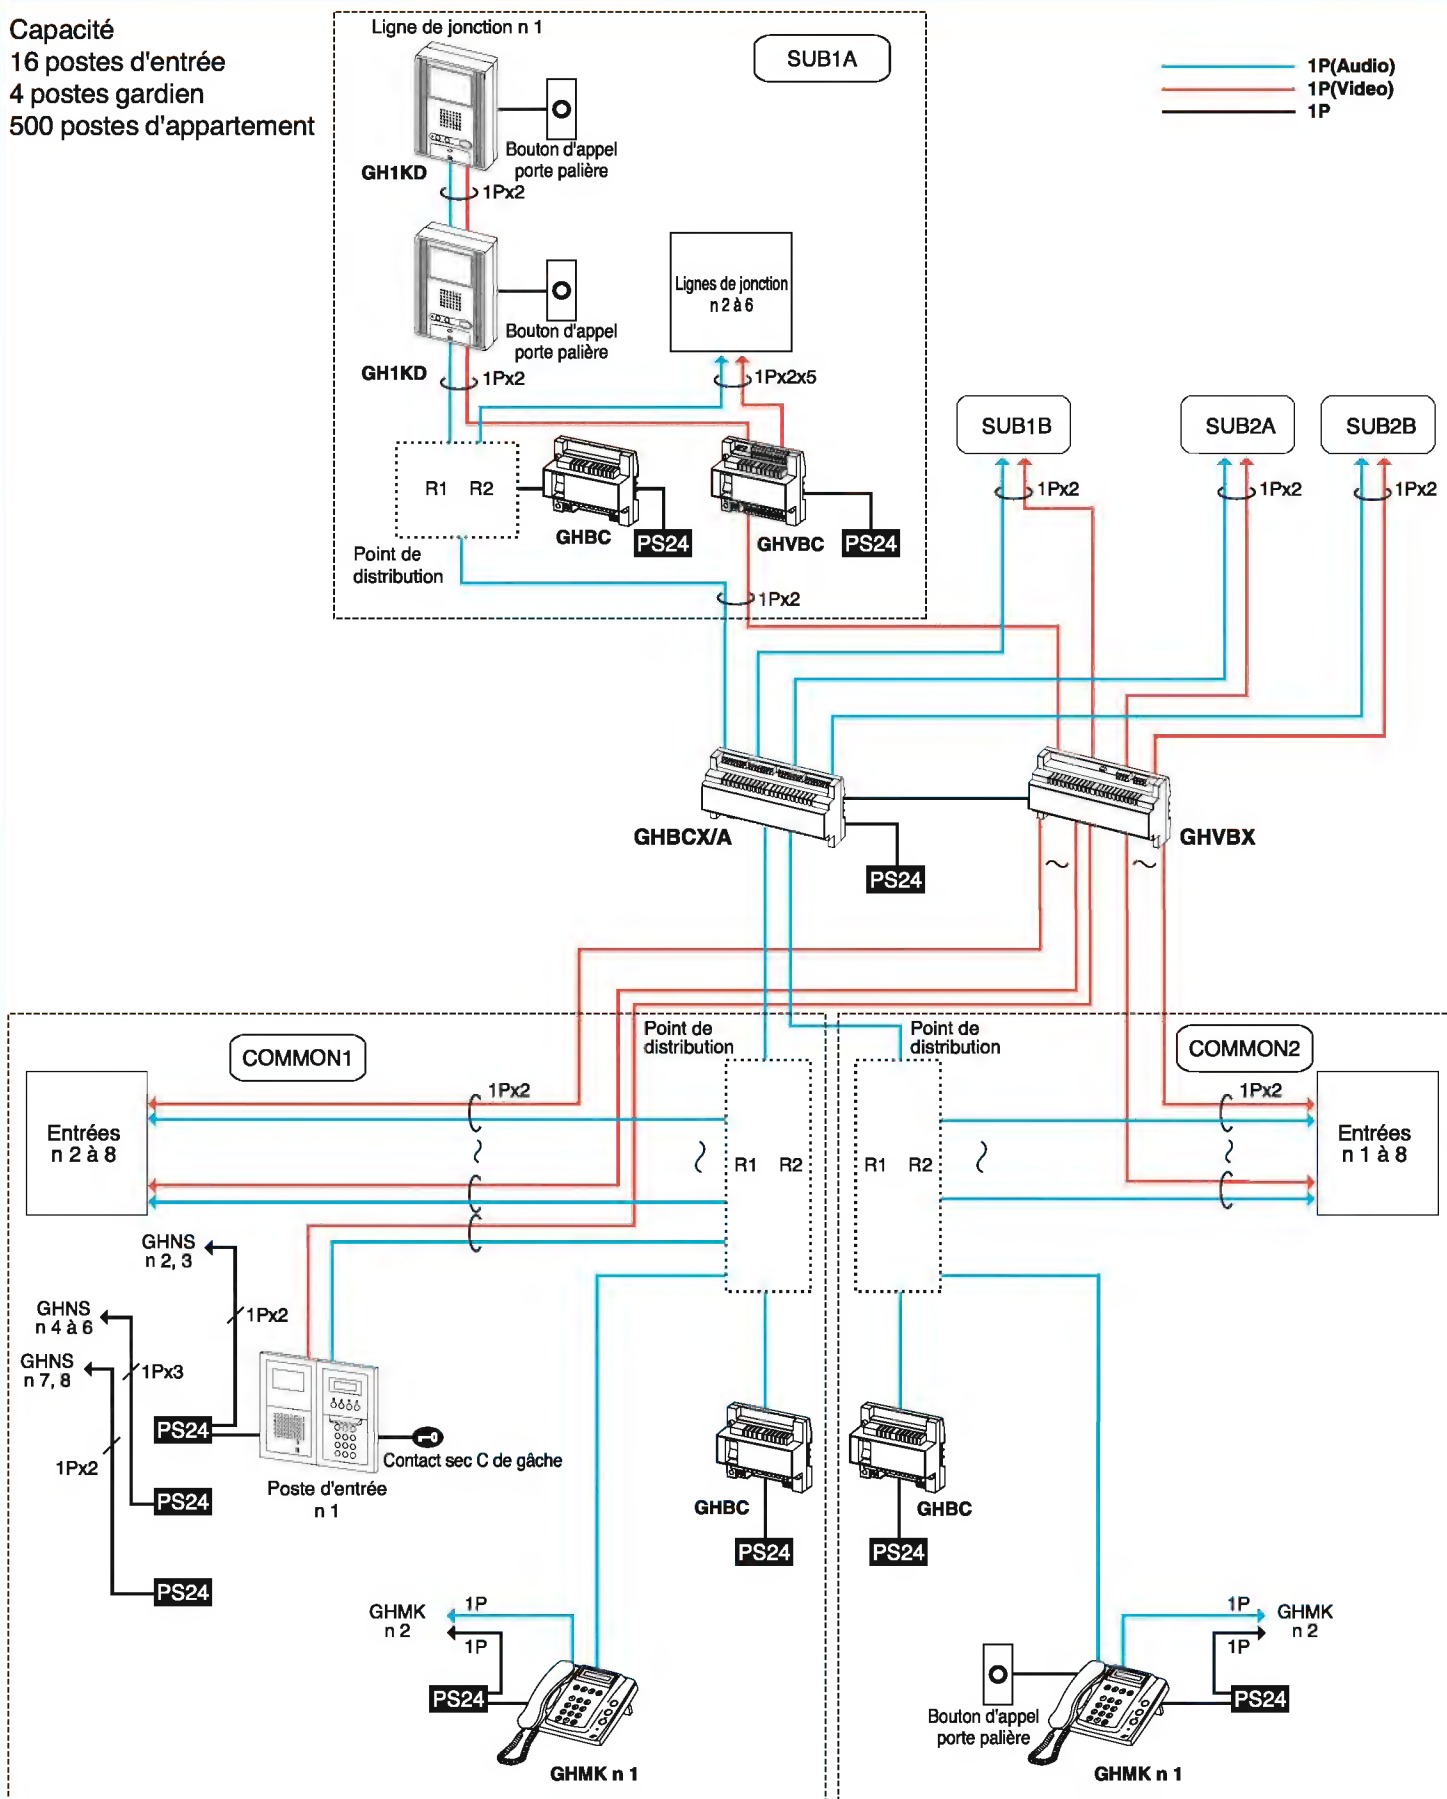 Capacité
16 postes d'entrée
4 postes gardien
500 postes d'appartement
Ligne de jonction n 1
SUB1A
1P(Audio)
1P(Video)
1P
Bouton d'appel
porte palière
GH1KD
1Px2
Lignes de jonction
n 2 à 6
Bouton d'appel
porte palière
GH1KD
1Px2
1Px2x5
SUB1B
SUB2A
SUB2B
R1
R2
1Px2
1Px2
1Px2
GHBC
PS24
GHVBC
PS24
Point de
distribution
1Px2
GHBCX/A
GHVBX
PS24
COMMON1
Point de
distribution
Point de
distribution
COMMON2
1Px2
1Px2
Entrées
n 2 à 8
R1
R2
R1
R2
Entrées
n 1 à 8
GHNS
n 2, 3
GHNS
n 4 à 6
1Px2
GHNS
n 7, 8
1Px3
PS24
1Px2
Contact sec C de gâche
Poste d'entrée
n 1
PS24
GHBC
GHBC
PS24
PS24
PS24
GHMK
n 2
1P
1P
PS24
GHMK n 1
1P
GHMK
n 2
1P
PS24
Bouton d'appel
porte palière
GHMK n 1